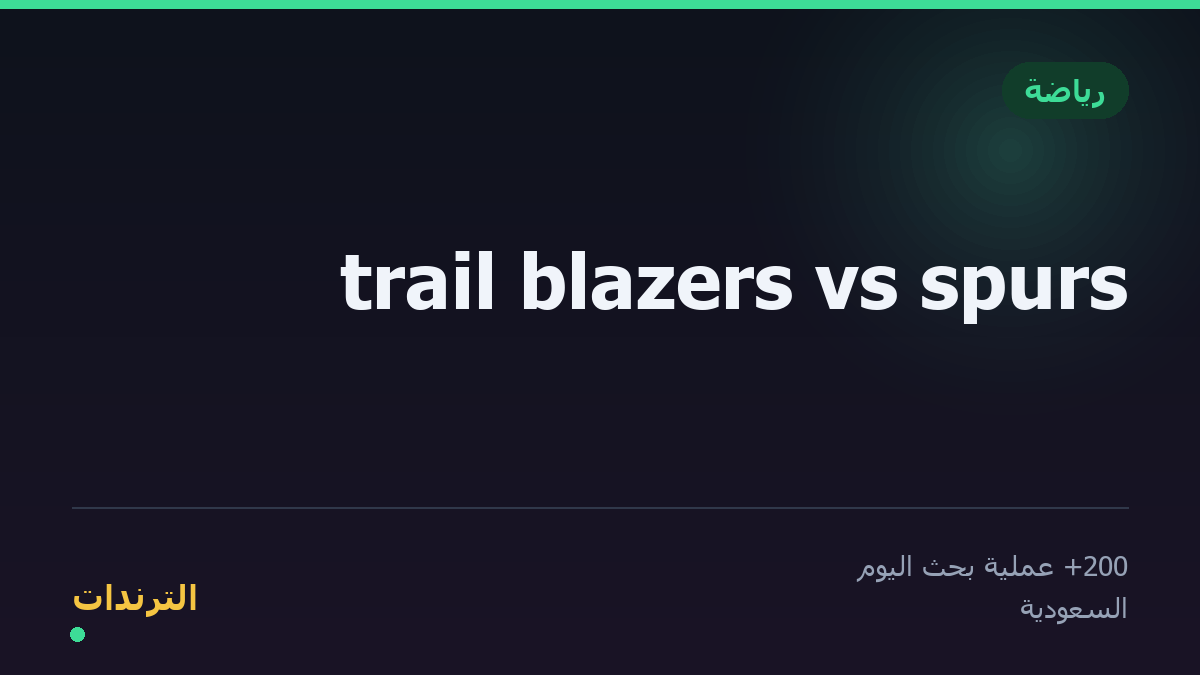 رياضة
trail blazers vs spurs
200+ عملية بحث اليوم
السعودية
الترندات